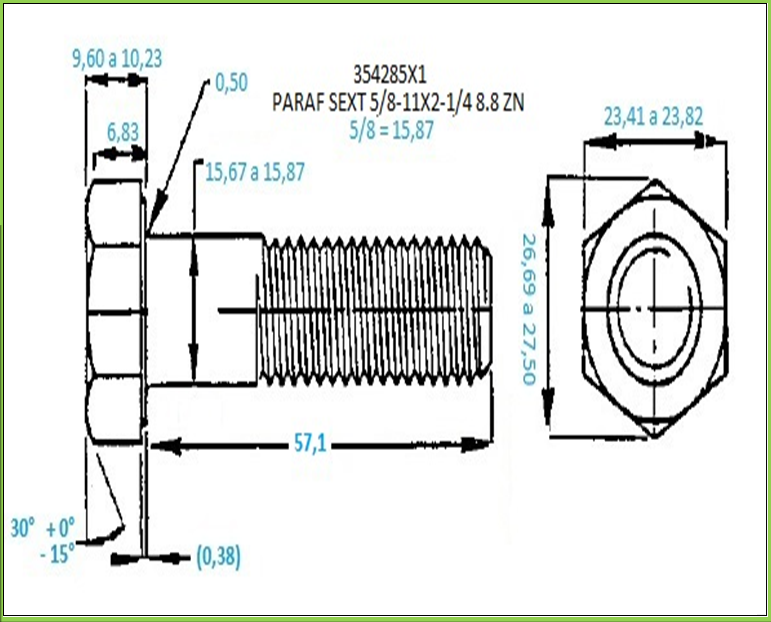 9,60 a 10,23
354285X1
0,50
PARAF SEXT 5/8-11X2-1/4 8.8 ZN
5/8 = 15,87
23,41 a 23,82
6,83
15,67 a 15,87
26,69 a 27,50
57,1
30° + 0°
- 15°
(0,38)